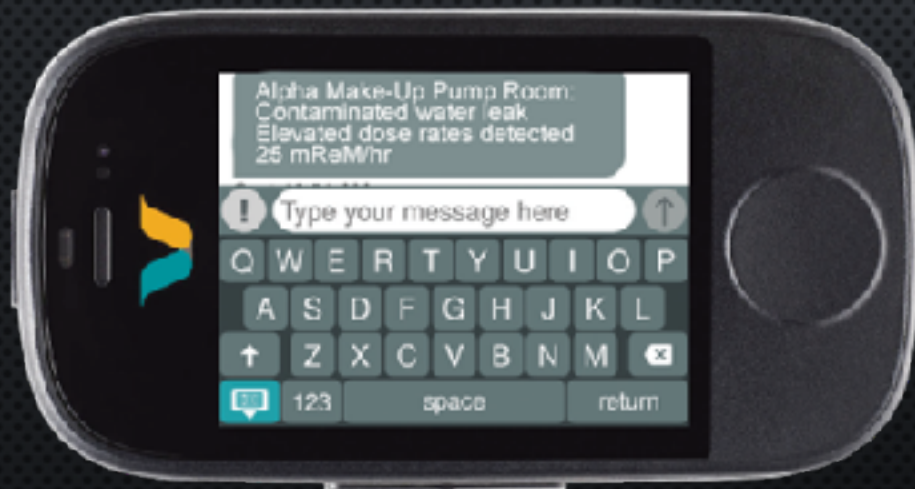 Alpha Make-Up Pump Room:
Contaminated water leak
Elevated dose rates detected
25 mReM/hr
! Type your message here ↑
Q W E R T Y U I O P
A S D F G H J K L
Z X C V B N M
123 space return